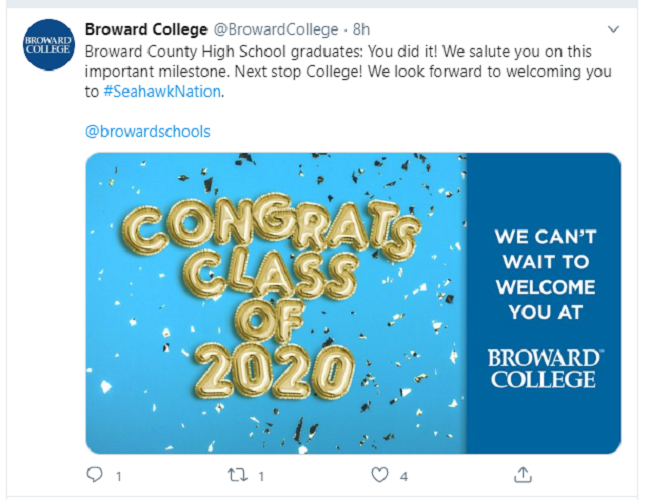 BROWARD
COLLEGE
Broward College @BrowardCollege · 8h
Broward County High School graduates: You did it! We salute you on this
important milestone. Next stop College! We look forward to welcoming you
to #SeahawkNation.
@browardschools
CONGRATS
CLASS
OF
2020
WE CAN'T
WAIT TO
WELCOME
YOU AT
BROWARD™
COLLEGE
1 1 4